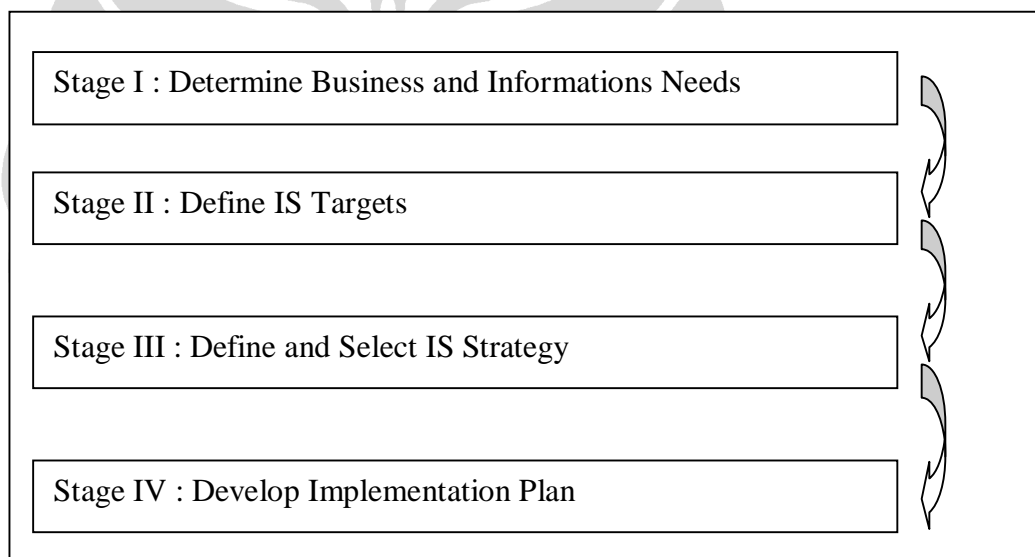 Stage I : Determine Business and Informations Needs
Stage II : Define IS Targets
Stage III : Define and Select IS Strategy
Stage IV : Develop Implementation Plan